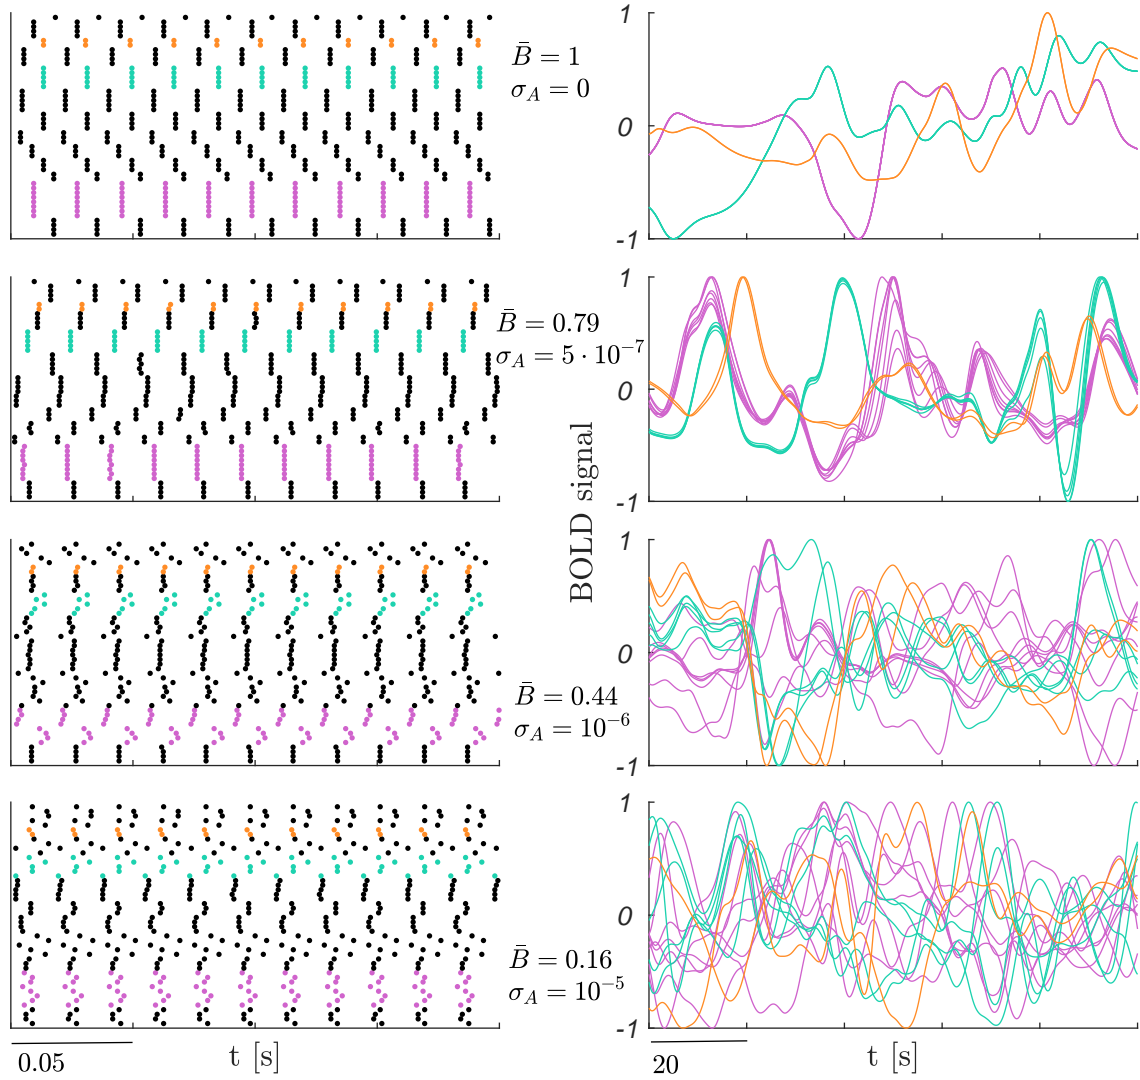 1
0
-1
B̄ = 1
σ_A = 0
1
0
-1
B̄ = 0.79
σ_A = 5 · 10⁻⁷
BOLD signal
1
0
-1
B̄ = 0.44
σ_A = 10⁻⁶
1
0
-1
B̄ = 0.16
σ_A = 10⁻⁵
0.05
t [s]
20
t [s]